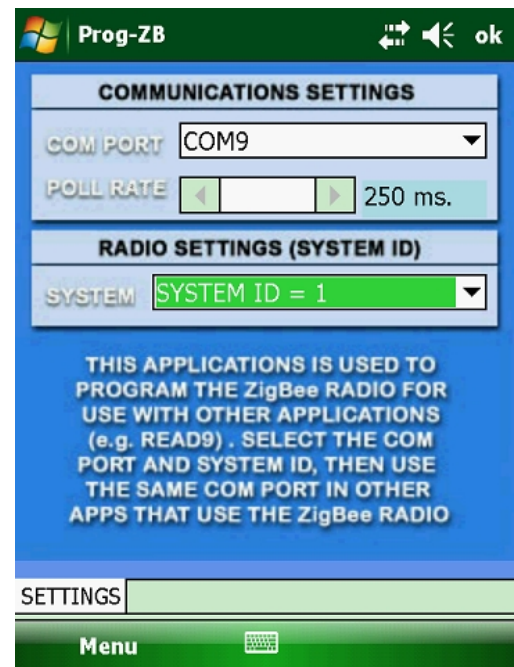 Prog-ZB ok
COMMUNICATIONS SETTINGS
COM PORT COM9
POLL RATE 250 ms.
RADIO SETTINGS (SYSTEM ID)
SYSTEM SYSTEM ID = 1
THIS APPLICATIONS IS USED TO
PROGRAM THE ZigBee RADIO FOR
USE WITH OTHER APPLICATIONS
(e.g. READ9) . SELECT THE COM
PORT AND SYSTEM ID, THEN USE
THE SAME COM PORT IN OTHER
APPS THAT USE THE ZigBee RADIO
SETTINGS
Menu